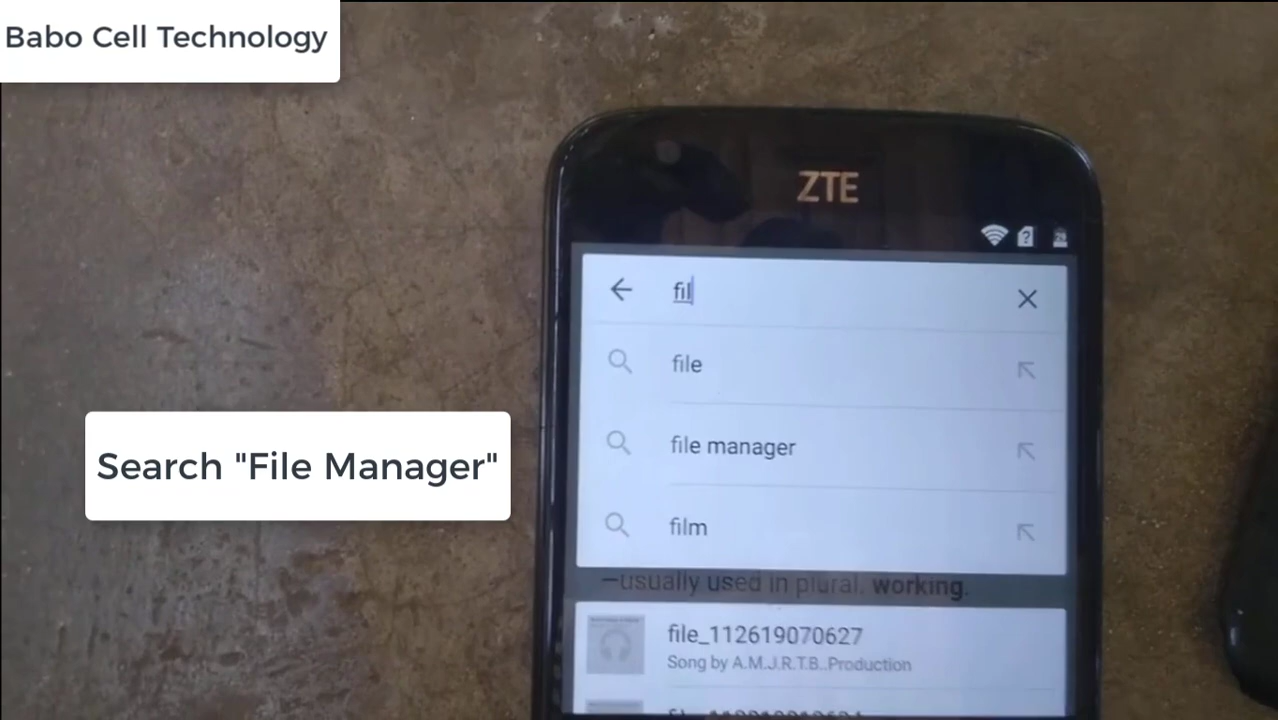 Babo Cell Technology
ZTE
?
29
fil
file
file manager
Search "File Manager"
film
—usually used in plural. working.
file_112619070627
Song by A.M.J.R.T.B..Production